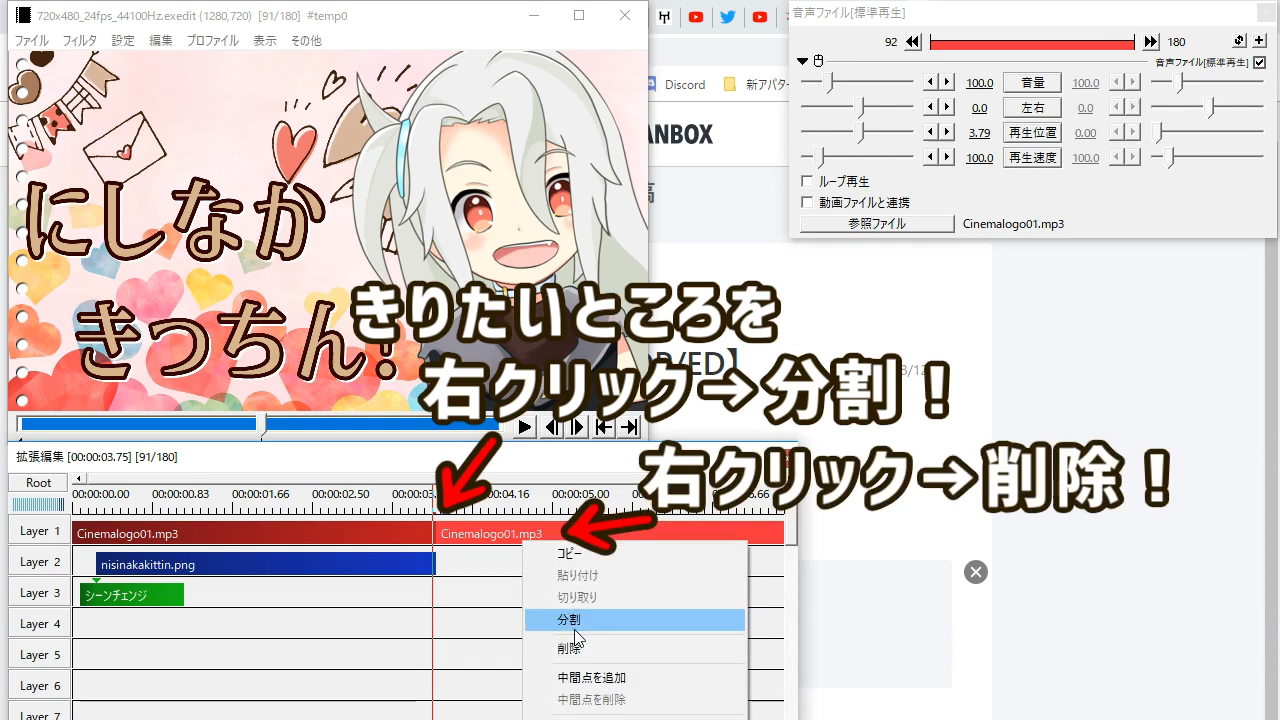 720x480_24fps_44100Hz.exedit (1280,720) [91/180] #temp0
ファイル フィルタ 設定 編集 プロファイル 表示 その他
にしなか
きっちん!
Discord
新アパタ
ANBOX
音声ファイル[標準再生]
92
180
音声ファイル[標準再生]
100.0 音量 100.0
0.0 左右 0.0
3.79 再生位置 0.00
100.0 再生速度 100.0
ループ再生
動画ファイルと連携
参照ファイル Cinemalogo01.mp3
きりたいところを
右クリック→分割！
右クリック→削除！
拡張編集 [00:00:03.75] [91/180]
Root
00:00:00.00 00:00:00.83 00:00:01.66 00:00:02.50 00:00:05.00
Layer 1 Cinemalogo01.mp3 Cinemalogo01.mp3
Layer 2 nisinakakittin.png
Layer 3 シーンチェンジ
Layer 4
Layer 5
Layer 6
Layer 7
コピー
貼り付け
切り取り
分割
削除
中間点を追加
中間点を削除